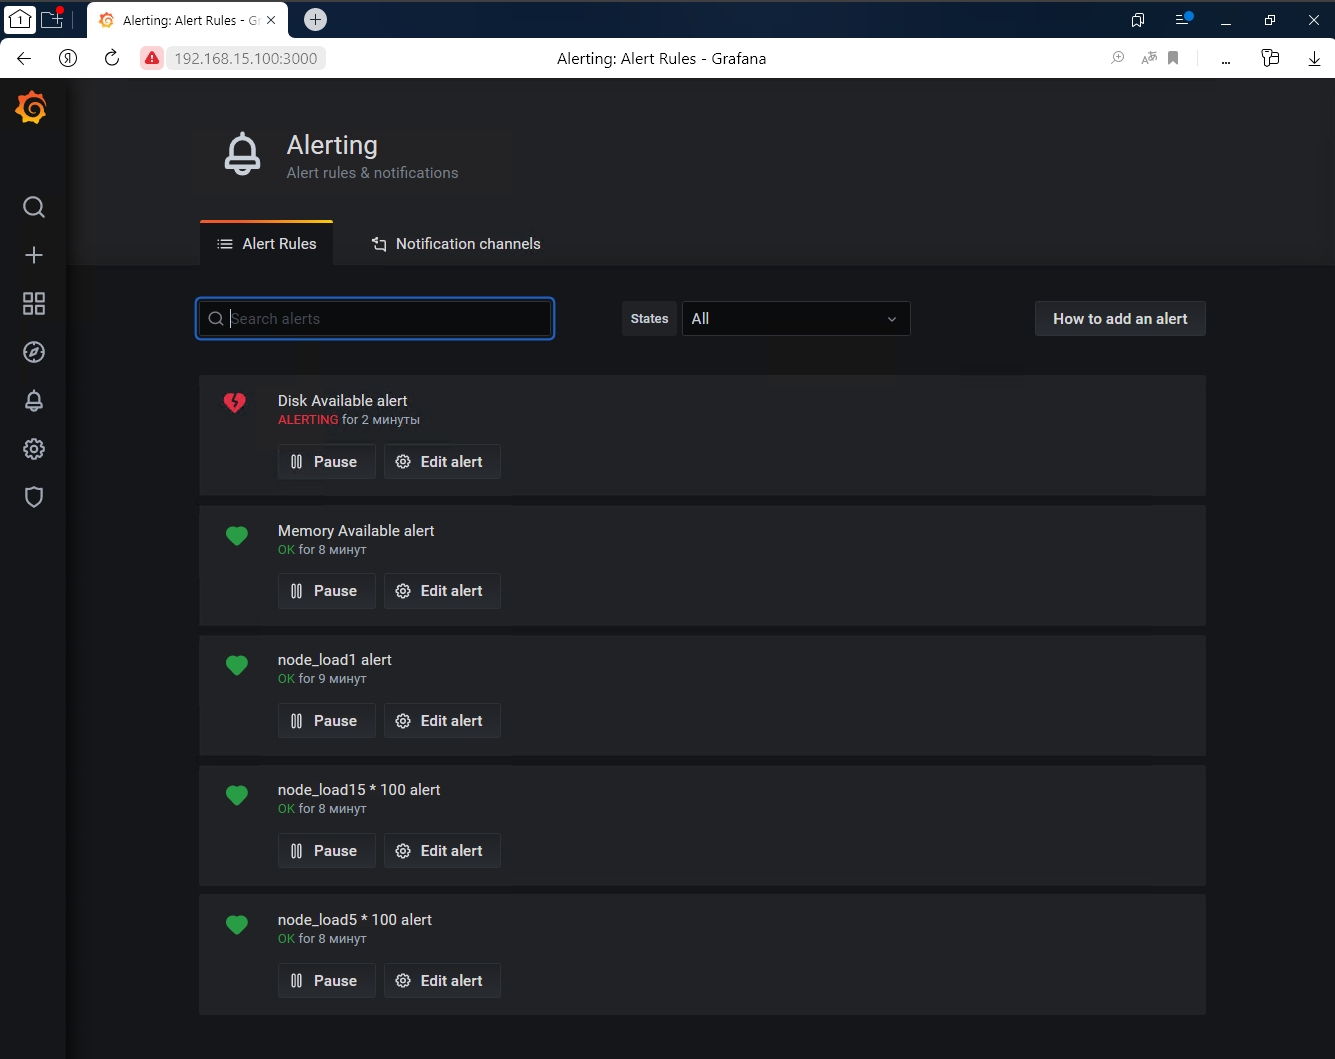 1
Alerting: Alert Rules - Gr
192.168.15.100:3000
Alerting: Alert Rules - Grafana
Alerting
Alert rules & notifications
Alert Rules
Notification channels
Search alerts
States
All
How to add an alert
Disk Available alert
ALERTING for 2 минуты
Pause
Edit alert
Memory Available alert
OK for 8 минут
Pause
Edit alert
node_load1 alert
OK for 9 минут
Pause
Edit alert
node_load15 * 100 alert
OK for 8 минут
Pause
Edit alert
node_load5 * 100 alert
OK for 8 минут
Pause
Edit alert